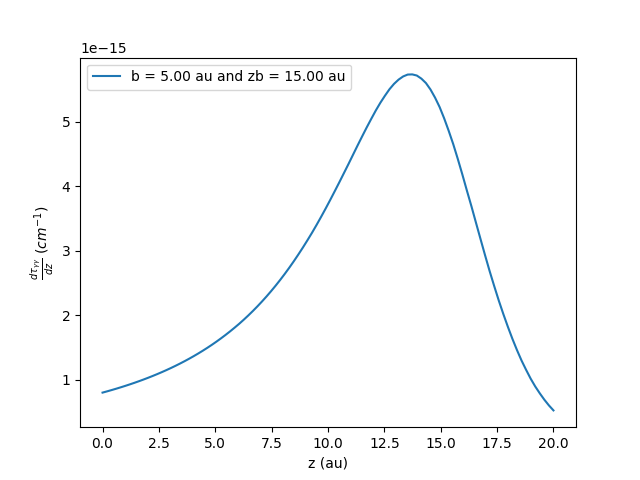 1e−15
b = 5.00 au and zb = 15.00 au
5
4
3
2
1
dτγγ/dz (cm−1)
0.0 2.5 5.0 7.5 10.0 12.5 15.0 17.5 20.0
z (au)